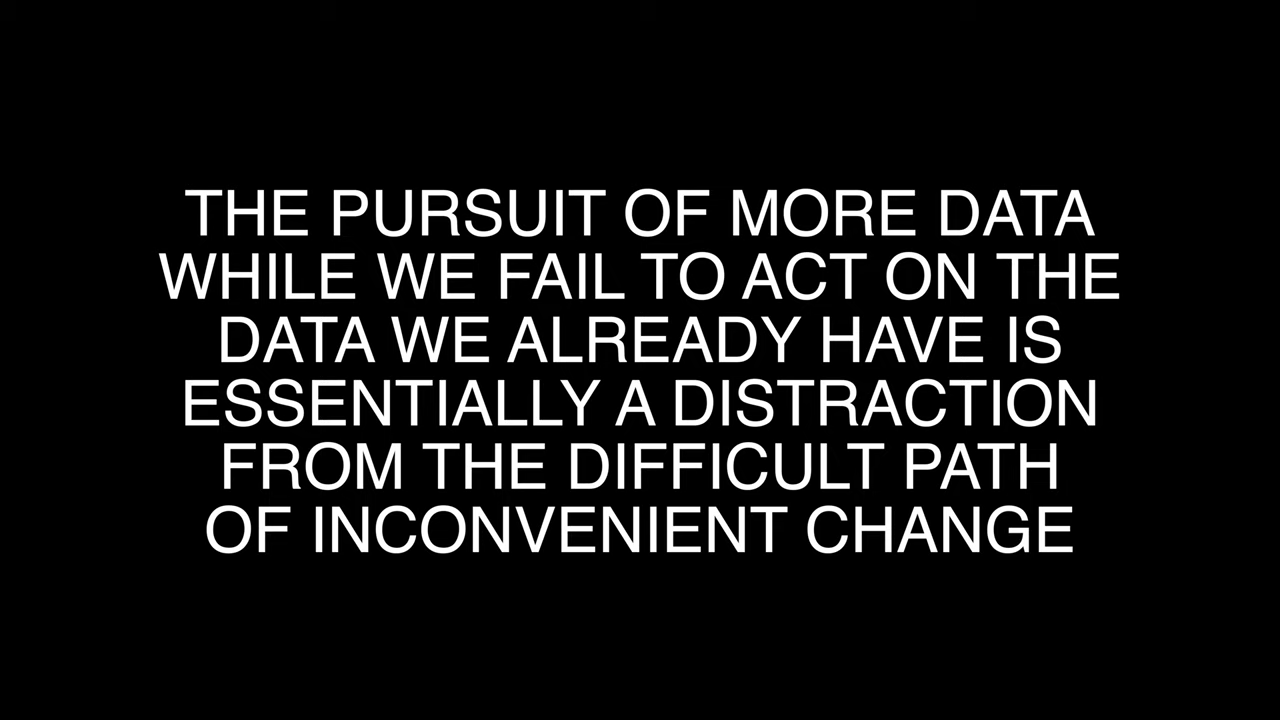 THE PURSUIT OF MORE DATA
WHILE WE FAIL TO ACT ON THE
DATA WE ALREADY HAVE IS
ESSENTIALLY A DISTRACTION
FROM THE DIFFICULT PATH
OF INCONVENIENT CHANGE